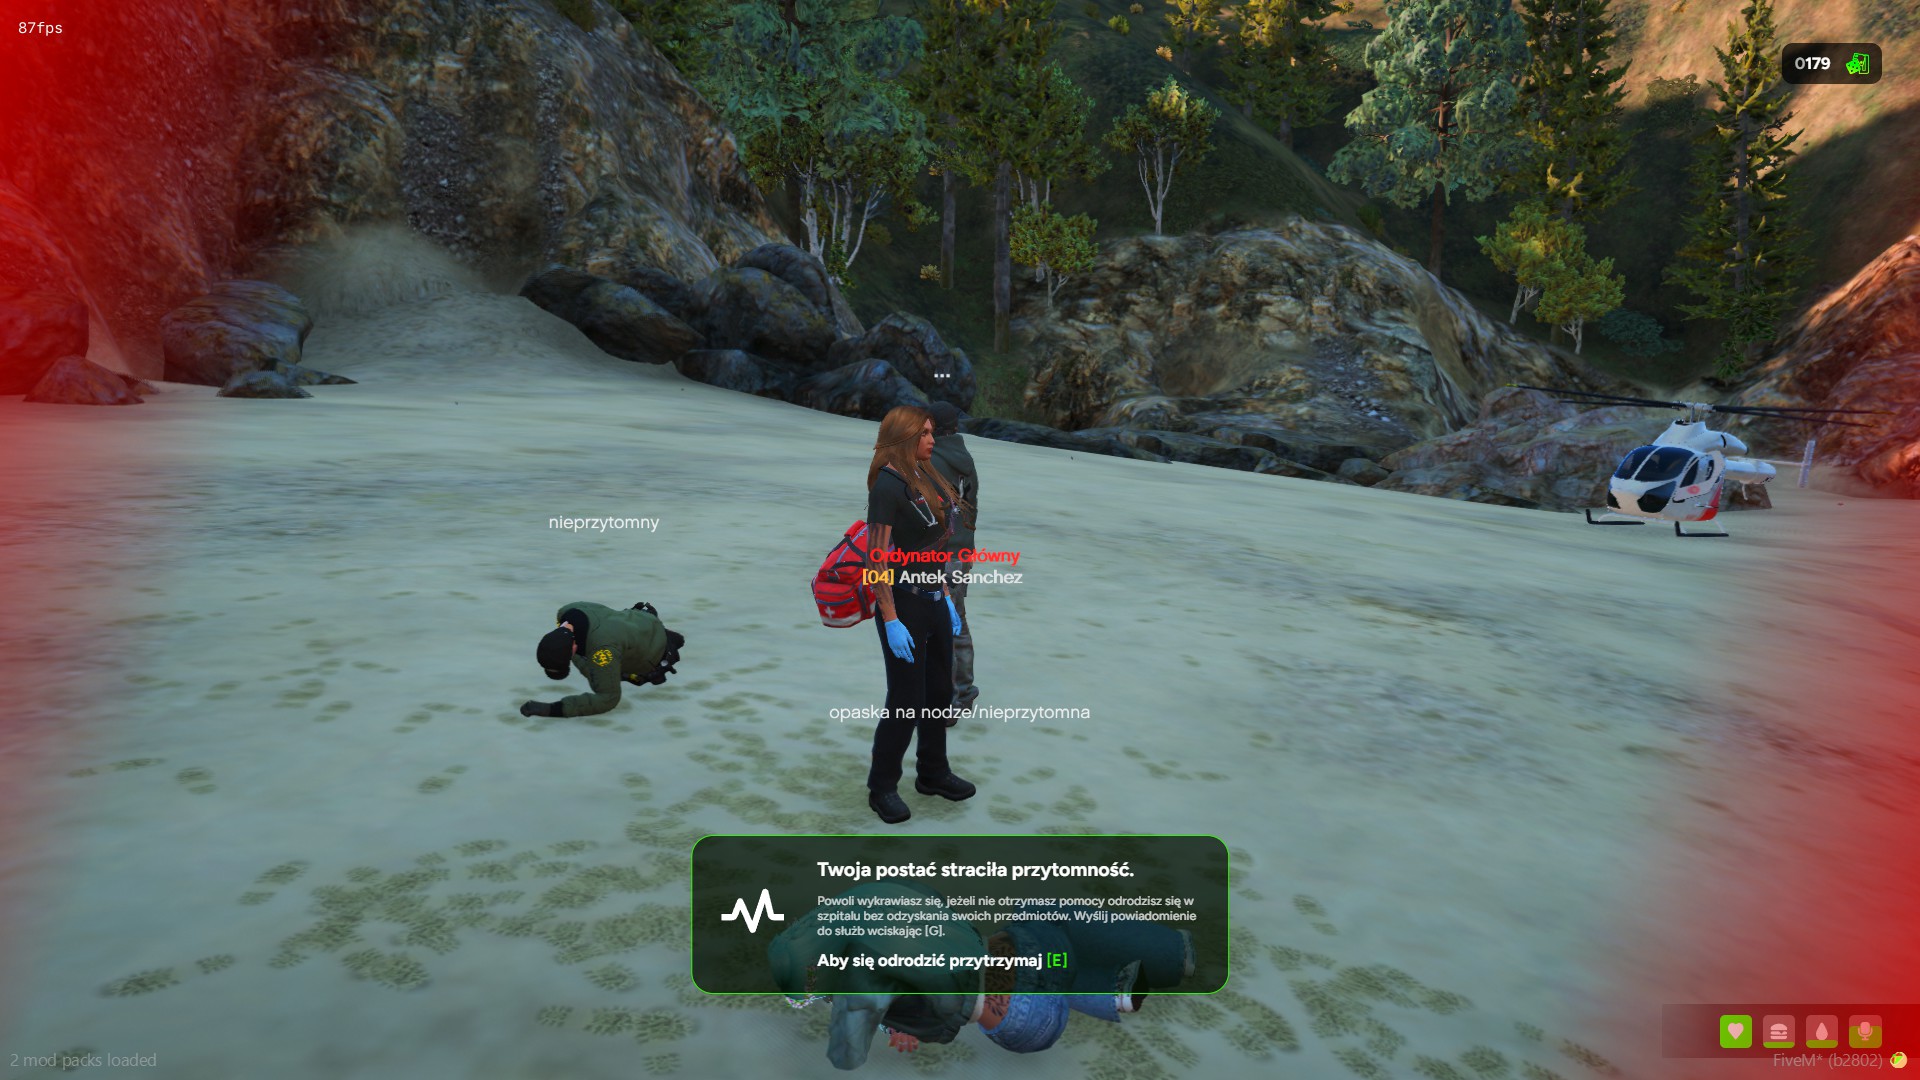 87fps
0179
...
nieprzytomny
Ordynator Główny
[04] Antek Sanchez
opaska na nodze/nieprzytomna
Twoja postać straciła przytomność.
Powoli wykrawiasz się, jeżeli nie otrzymasz pomocy odrodzisz się w
szpitalu bez odzyskania swoich przedmiotów. Wyślij powiadomienie
do służb wciskając [G].
Aby się odrodzić przytrzymaj [E]
2 mod packs loaded
FiveM* (b2802)